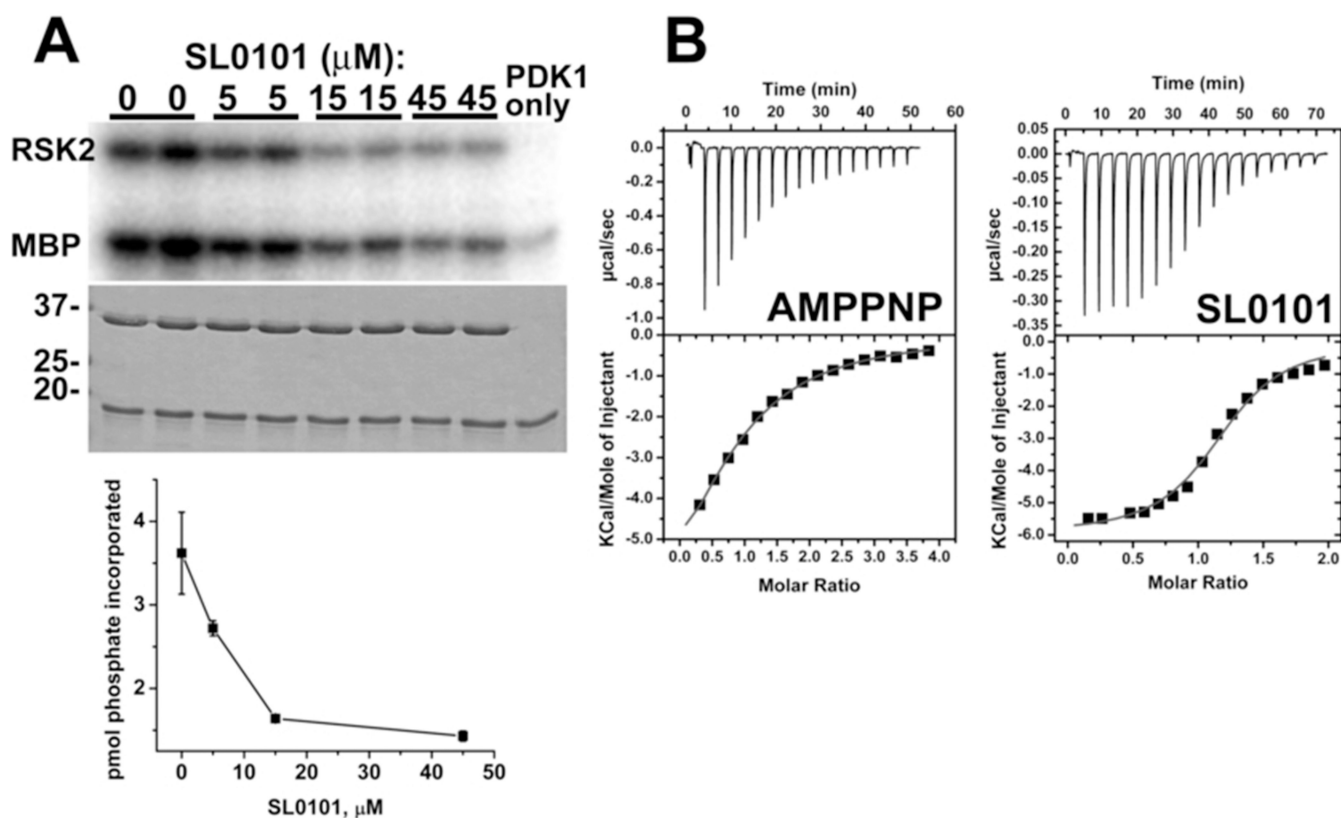 A
SL0101 (μM):
0 0 5 5 15 15 45 45
PDK1
only
RSK2
MBP
37-
25-
20-
pmol phosphate incorporated
4
3
2
0 10 20 30 40 50
SL0101, μM
B
Time (min)
0 10 20 30 40 50 60
0.0
-0.2
-0.4
-0.6
-0.8
-1.0
µcal/sec
AMPPNP
0.0
-1.0
-2.0
-3.0
-4.0
-5.0
KCal/Mole of Injectant
0.0 0.5 1.0 1.5 2.0 2.5 3.0 3.5 4.0
Molar Ratio
Time (min)
0 10 20 30 40 50 60 70
0.05
0.00
-0.05
-0.10
-0.15
-0.20
-0.25
-0.30
-0.35
µcal/sec
SL0101
0.0
-1.0
-2.0
-3.0
-4.0
-5.0
-6.0
KCal/Mole of Injectant
0.0 0.5 1.0 1.5 2.0
Molar Ratio